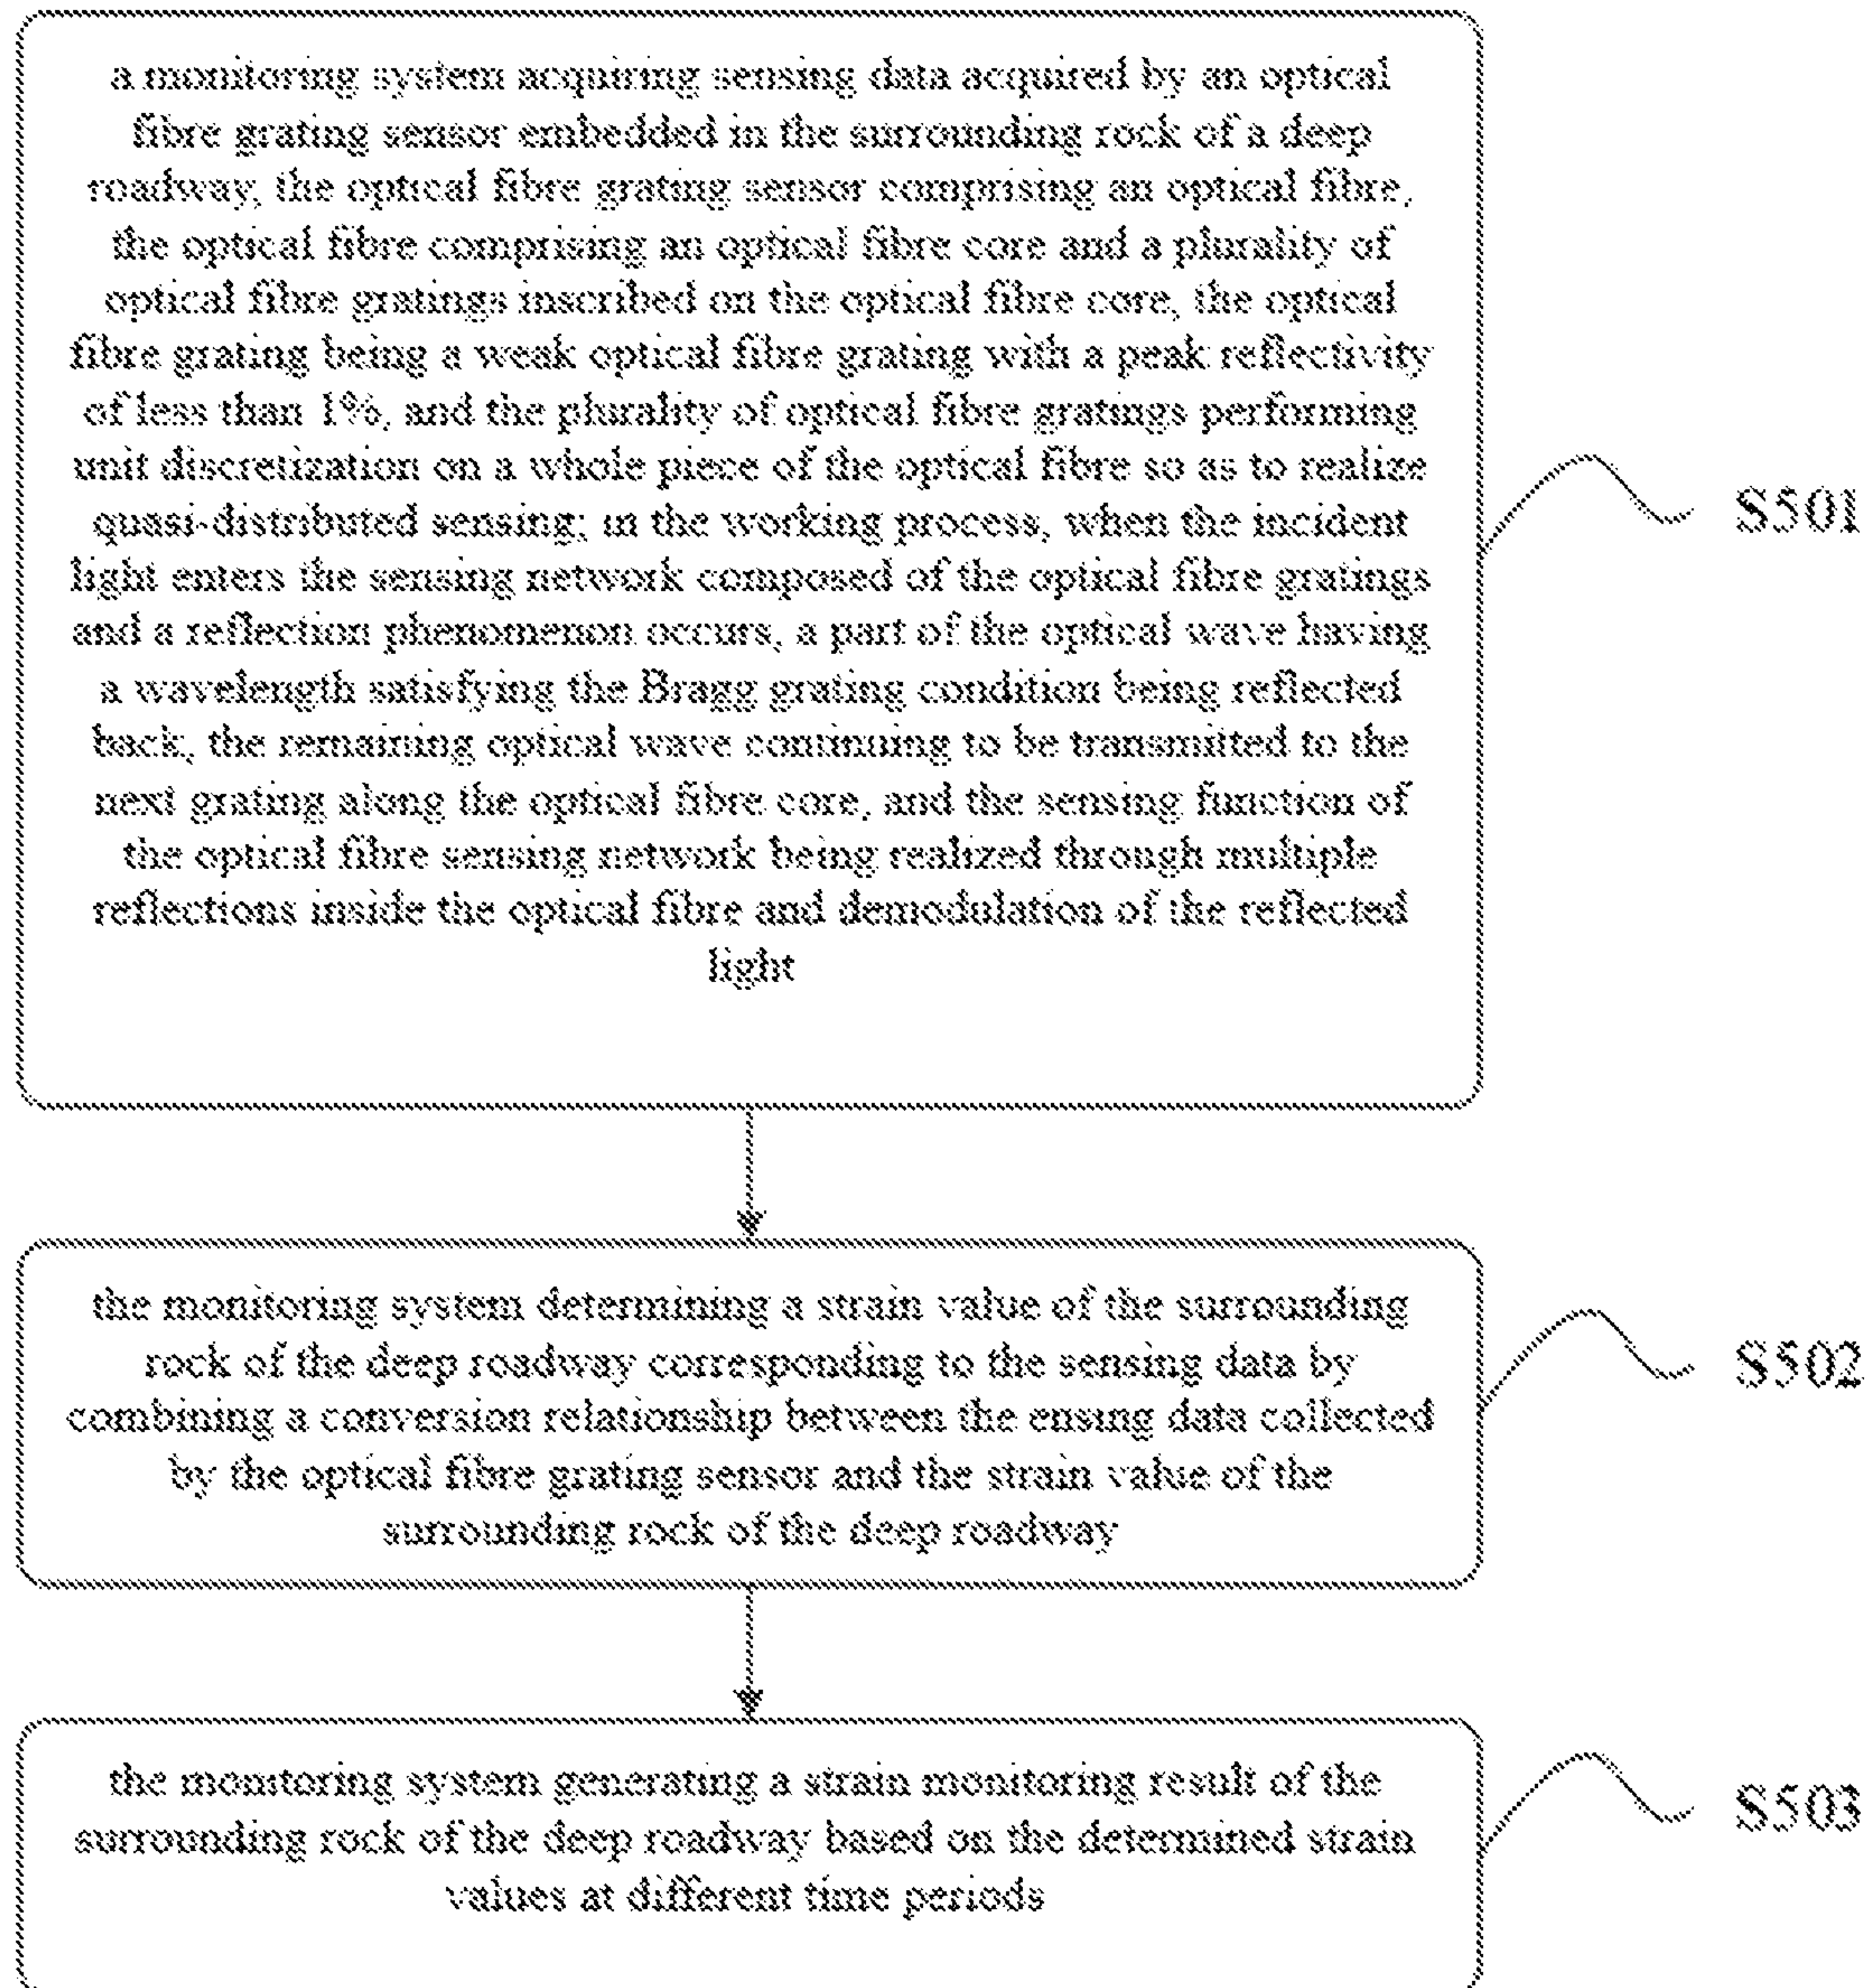 a monitoring system acquiring sensing data acquired by an optical
fibre grating sensor embedded in the surrounding rock of a deep
roadway, the optical fibre grating sensor comprising an optical fibre,
the optical fibre comprising an optical fibre core and a plurality of
optical fibre gratings inscribed on the optical fibre core, the optical
fibre grating being a weak optical fibre grating with a peak reflectivity
of less than 1%, and the plurality of optical fibre gratings performing
unit discretization on a whole piece of the optical fibre so as to realize
quasi-distributed sensing; in the working process, when the incident
light enters the sensing network composed of the optical fibre gratings
and a reflection phenomenon occurs, a part of the optical wave having
a wavelength satisfying the Bragg grating condition being reflected
back, the remaining optical wave continuing to be transmitted to the
next grating along the optical fibre core, and the sensing function of
the optical fibre sensing network being realized through multiple
reflections inside the optical fibre and demodulation of the reflected
light
S501
the monitoring system determining a strain value of the surrounding
rock of the deep roadway corresponding to the sensing data by
combining a conversion relationship between the ensing data collected
by the optical fibre grating sensor and the strain value of the
surrounding rock of the deep roadway
S502
the monitoring system generating a strain monitoring result of the
surrounding rock of the deep roadway based on the determined strain
values at different time periods
S503